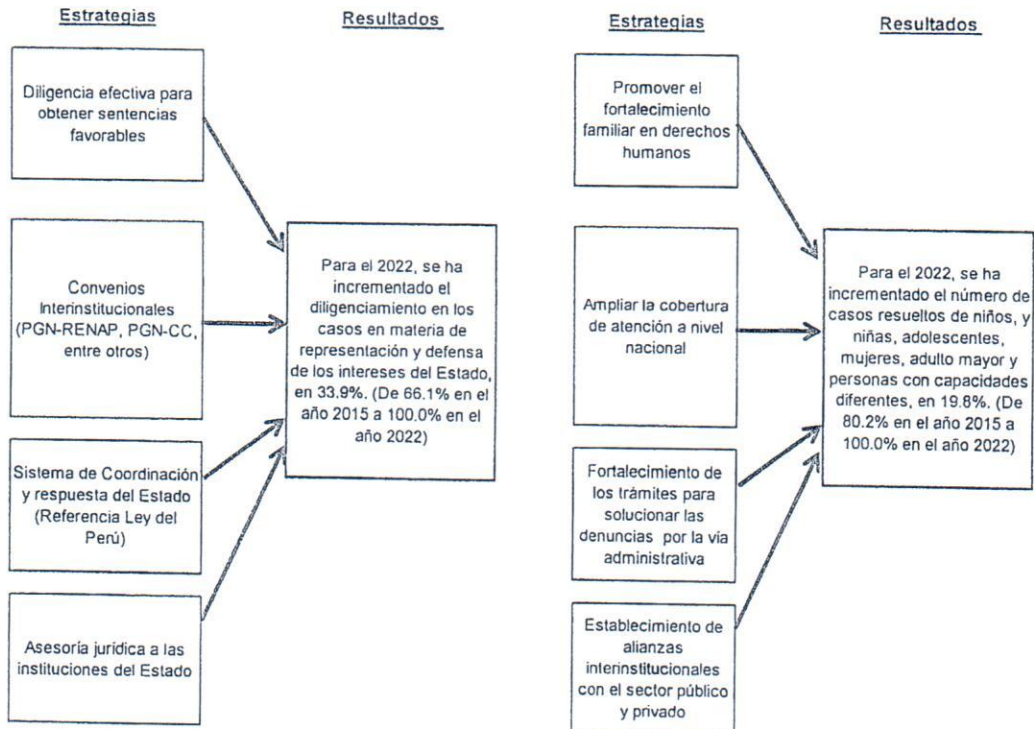 Estrategias
Resultados
Diligencia efectiva para
obtener sentencias
favorables
Convenios
Interinstitucionales
(PGN-RENAP, PGN-CC,
entre otros)
Sistema de Coordinación
y respuesta del Estado
(Referencia Ley del
Perú)
Asesoría jurídica a las
instituciones del Estado
Para el 2022, se ha
incrementado el
diligenciamiento en los
casos en materia de
representación y defensa
de los intereses del Estado,
en 33.9%. (De 66.1% en el
año 2015 a 100.0% en el
año 2022)
Estrategias
Resultados
Promover el
fortalecimiento
familiar en derechos
humanos
Ampliar la cobertura
de atención a nivel
nacional
Fortalecimiento de
los trámites para
solucionar las
denuncias por la vía
administrativa
Establecimiento de
alianzas
interinstitucionales
con el sector público
y privado
Para el 2022, se ha
incrementado el número de
casos resueltos de niños, y
niñas, adolescentes,
mujeres, adulto mayor y
personas con capacidades
diferentes, en 19.8%. (De
80.2% en el año 2015 a
100.0% en el año 2022)